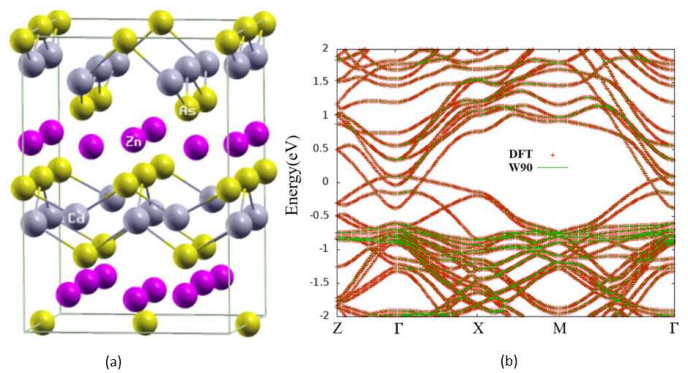 As
Zn
Cd
(a)
2
1.5
1
0.5
0
-0.5
-1
-1.5
-2
Energy(eV)
DFT
W90
Z Γ X M Γ
(b)